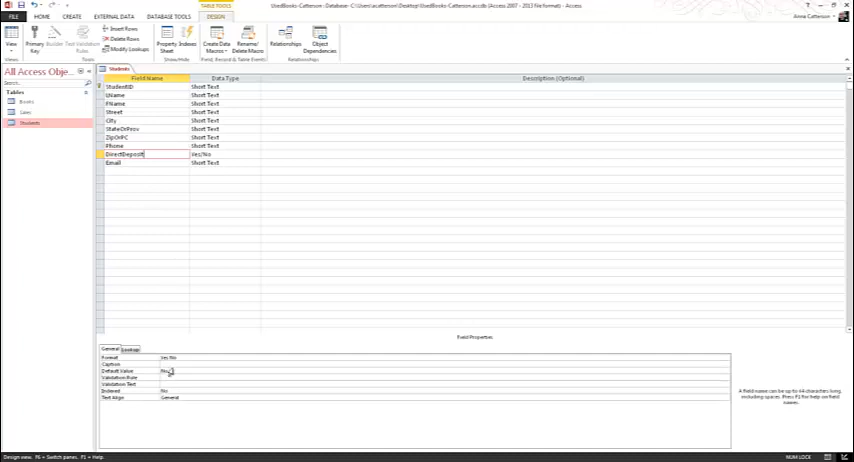 UsedBooks-Catterson : Database- C:\Users\acatterson\Desktop\UsedBooks-Catterson.accdb (Access 2007 - 2013 file format) - Access
TABLE TOOLS
FILE HOME CREATE EXTERNAL DATA DATABASE TOOLS DESIGN
Anne Catterson
View
Primary Key
Builder
Test Validation Rules
Insert Rows
Delete Rows
Modify Lookups
Property Sheet
Indexes
Create Data Macros
Rename/ Delete Macro
Relationships
Object Dependencies
Views Tools Show/Hide Field, Record & Table Events Relationships
All Access Obje...
Search...
Tables
Books
Sales
Students
Students
Field Name Data Type Description (Optional)
StudentID Short Text
LName Short Text
FName Short Text
Street Short Text
City Short Text
StateOrProv Short Text
ZipOrPC Short Text
Phone Short Text
DirectDeposit Yes/No
Email Short Text
Field Properties
General Lookup
Format Yes/No
Caption
Default Value No
Validation Rule
Validation Text
Indexed No
Text Align General
A field name can be up to 64 characters long, including spaces. Press F1 for help on field names.
Design view. F6 = Switch panes. F1 = Help.
NUM LOCK